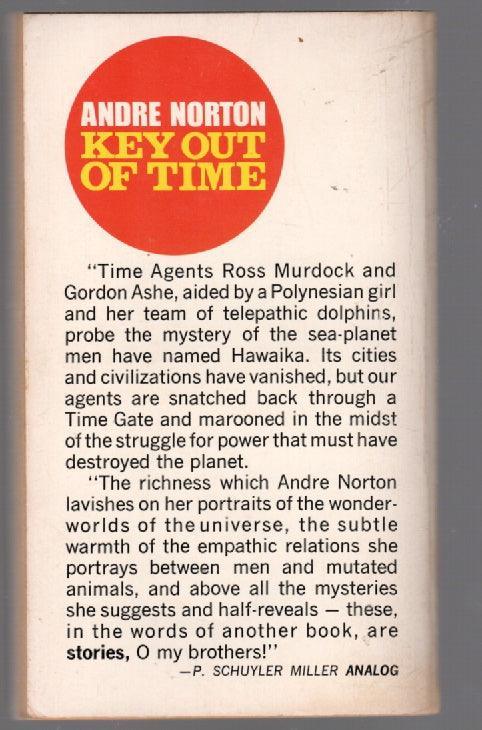 ANDRE NORTON
KEY OUT
OF TIME
“Time Agents Ross Murdock and
Gordon Ashe, aided by a Polynesian girl
and her team of telepathic dolphins,
probe the mystery of the sea-planet
men have named Hawaika. Its cities
and civilizations have vanished, but our
agents are snatched back through a
Time Gate and marooned in the midst
of the struggle for power that must have
destroyed the planet.
“The richness which Andre Norton
lavishes on her portraits of the wonder-
worlds of the universe, the subtle
warmth of the empathic relations she
portrays between men and mutated
animals, and above all the mysteries
she suggests and half-reveals — these,
in the words of another book, are
stories, O my brothers!”
—P. SCHUYLER MILLER ANALOG